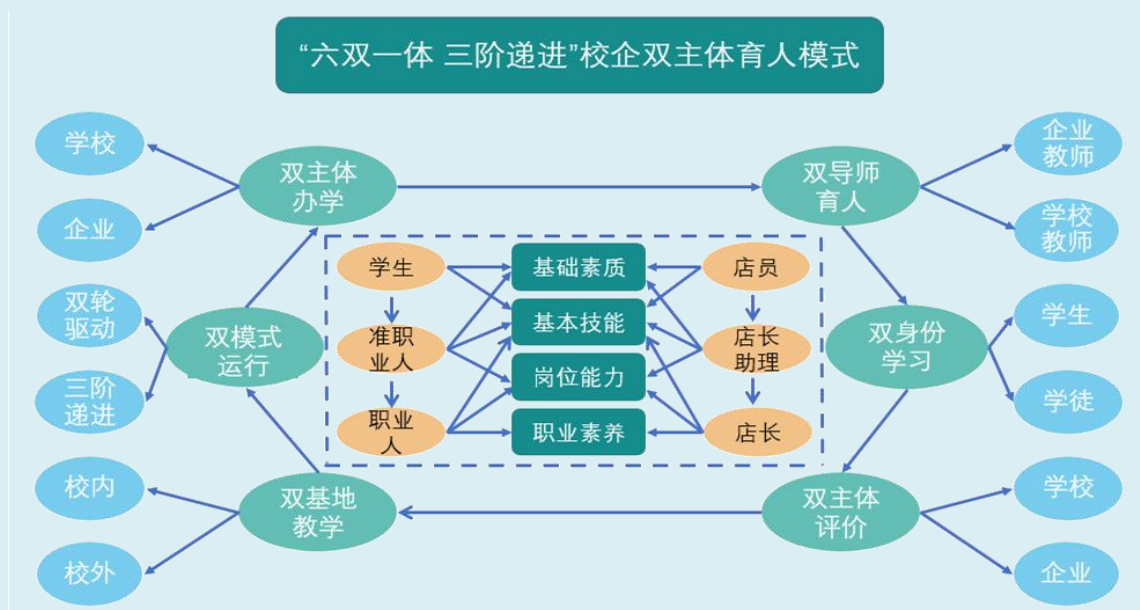 “六双一体 三阶递进”校企双主体育人模式
学校
企业
双主体
办学
双导师
育人
企业
教师
学校
教师
双轮
驱动
三阶
递进
双模式
运行
学生
准职
业人
职业
人
基础素质
基本技能
岗位能力
职业素养
店员
店长
助理
店长
双身份
学习
学生
学徒
校内
校外
双基地
教学
双主体
评价
学校
企业